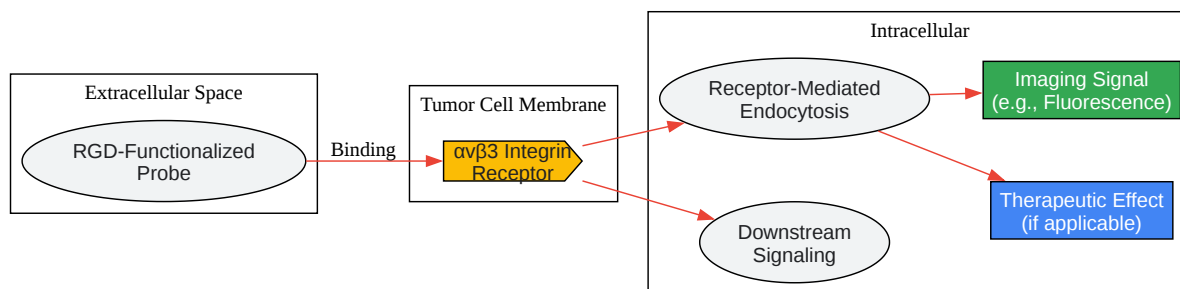 Extracellular Space
RGD-Functionalized
Probe
Binding
Tumor Cell Membrane
αvβ3 Integrin
Receptor
Intracellular
Receptor-Mediated
Endocytosis
Downstream
Signaling
Imaging Signal
(e.g., Fluorescence)
Therapeutic Effect
(if applicable)